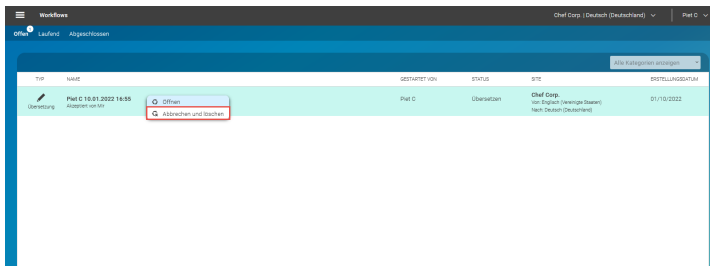 Workflows
Chef Corp. | Deutsch (Deutschland)
Piet C
Offen
Laufend
Abgeschlossen
Alle Kategorien anzeigen
TYP
NAME
GESTARTET VON
STATUS
SITE
ERSTELLUNGSDATUM
Übersetzung
Piet C 10.01.2022 16:55
Akzeptiert von Mir
Öffnen
Abbrechen und löschen
Piet C
Übersetzen
Chef Corp.
Von: Englisch (Vereinigte Staaten)
Nach: Deutsch (Deutschland)
01/10/2022